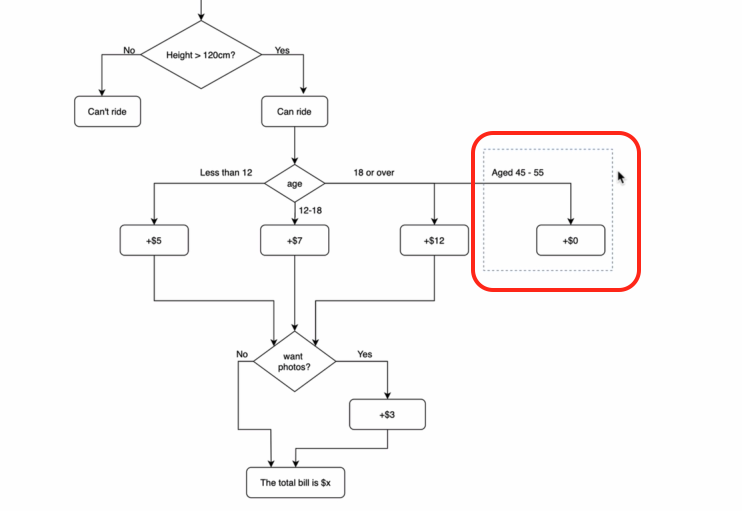 No
Height > 120cm?
Yes
Can't ride
Can ride
Less than 12
age
18 or over
Aged 45 - 55
12-18
+$5
+$7
+$12
+$0
No
want
photos?
Yes
+$3
The total bill is $x